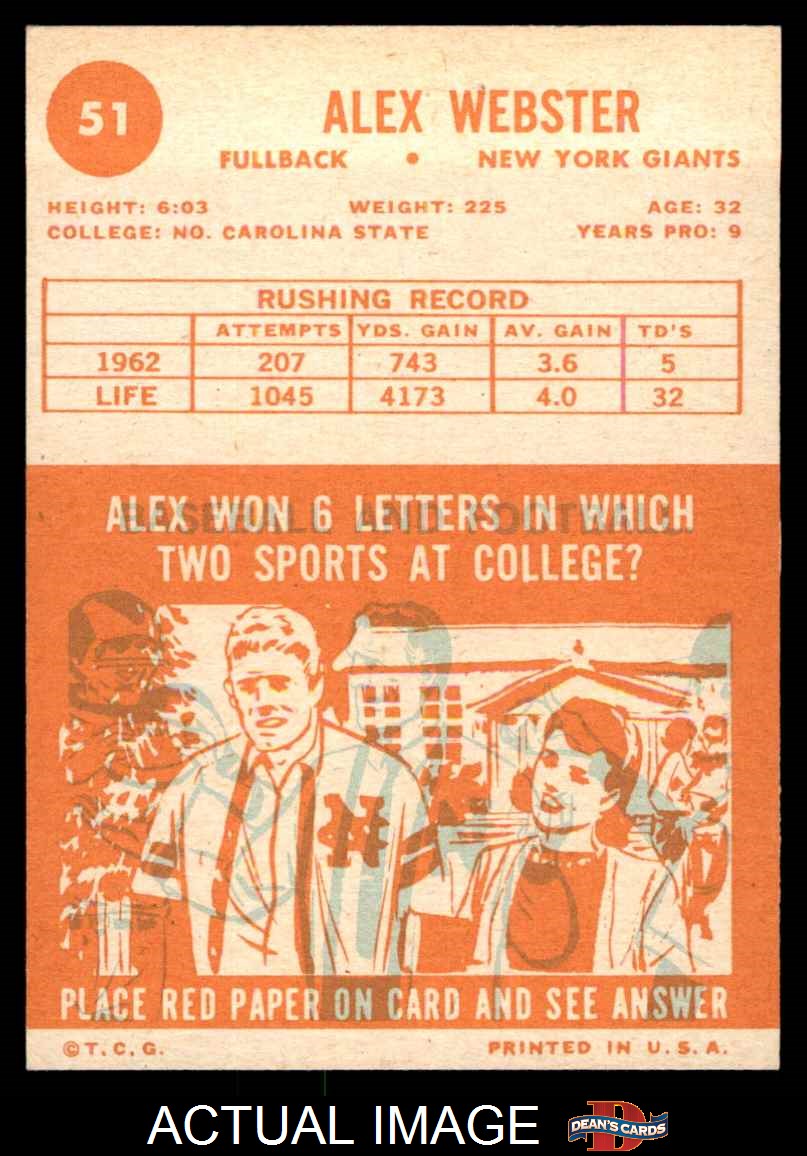 51
ALEX WEBSTER
FULLBACK • NEW YORK GIANTS
HEIGHT: 6:03 WEIGHT: 225 AGE: 32
COLLEGE: NO. CAROLINA STATE YEARS PRO: 9
RUSHING RECORD
ATTEMPTS YDS. GAIN AV. GAIN TD'S
1962 207 743 3.6 5
LIFE 1045 4173 4.0 32
ALEX WON 6 LETTERS IN WHICH
BASEBALL AND FOOTBALL
TWO SPORTS AT COLLEGE?
PLACE RED PAPER ON CARD AND SEE ANSWER
© T.C.G. PRINTED IN U.S.A.
ACTUAL IMAGE
D
DEAN'S CARDS